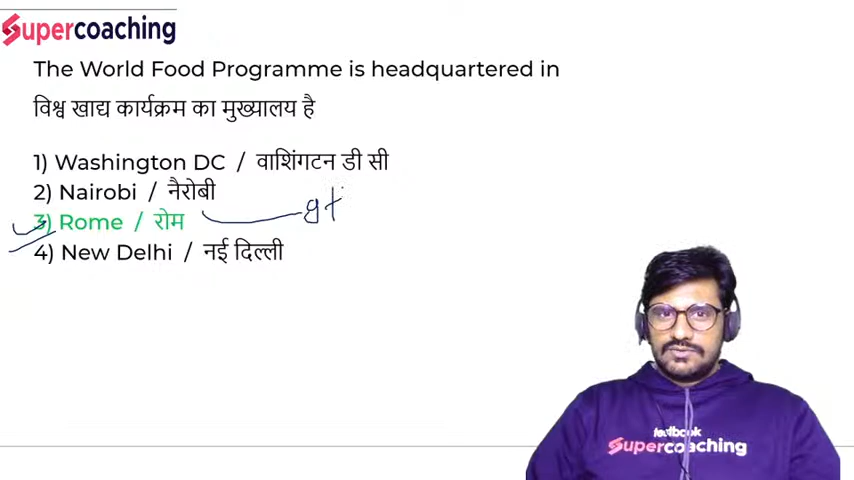 Supercoaching
The World Food Programme is headquartered in
विश्व खाद्य कार्यक्रम का मुख्यालय है
1) Washington DC / वाशिंगटन डी सी
2) Nairobi / नैरोबी
3) Rome / रोम
4) New Delhi / नई दिल्ली
testbook
Supercoaching